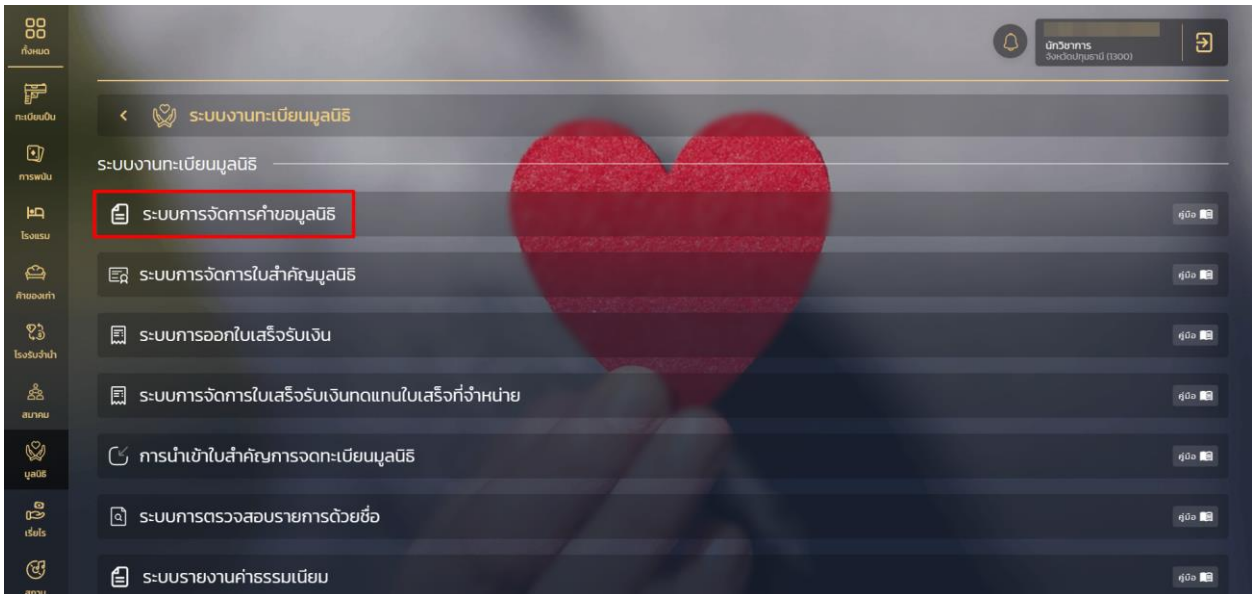 ทั้งหมด
ทะเบียนปืน
การพนัน
โรงแรม
ค้าของเก่า
โรงรับจำนำ
สมาคม
มูลนิธิ
เรี่ยไร
นักวิชาการ
จังหวัดปทุมธานี (1300)
ระบบงานทะเบียนมูลนิธิ
ระบบงานทะเบียนมูลนิธิ
ระบบการจัดการคำขอมูลนิธิ
คู่มือ
ระบบการจัดการใบสำคัญมูลนิธิ
คู่มือ
ระบบการออกใบเสร็จรับเงิน
คู่มือ
ระบบการจัดการใบเสร็จรับเงินทดแทนใบเสร็จที่จำหน่าย
คู่มือ
การนำเข้าใบสำคัญการจดทะเบียนมูลนิธิ
คู่มือ
ระบบการตรวจสอบรายการด้วยชื่อ
คู่มือ
ระบบรายงานค่าธรรมเนียม
คู่มือ